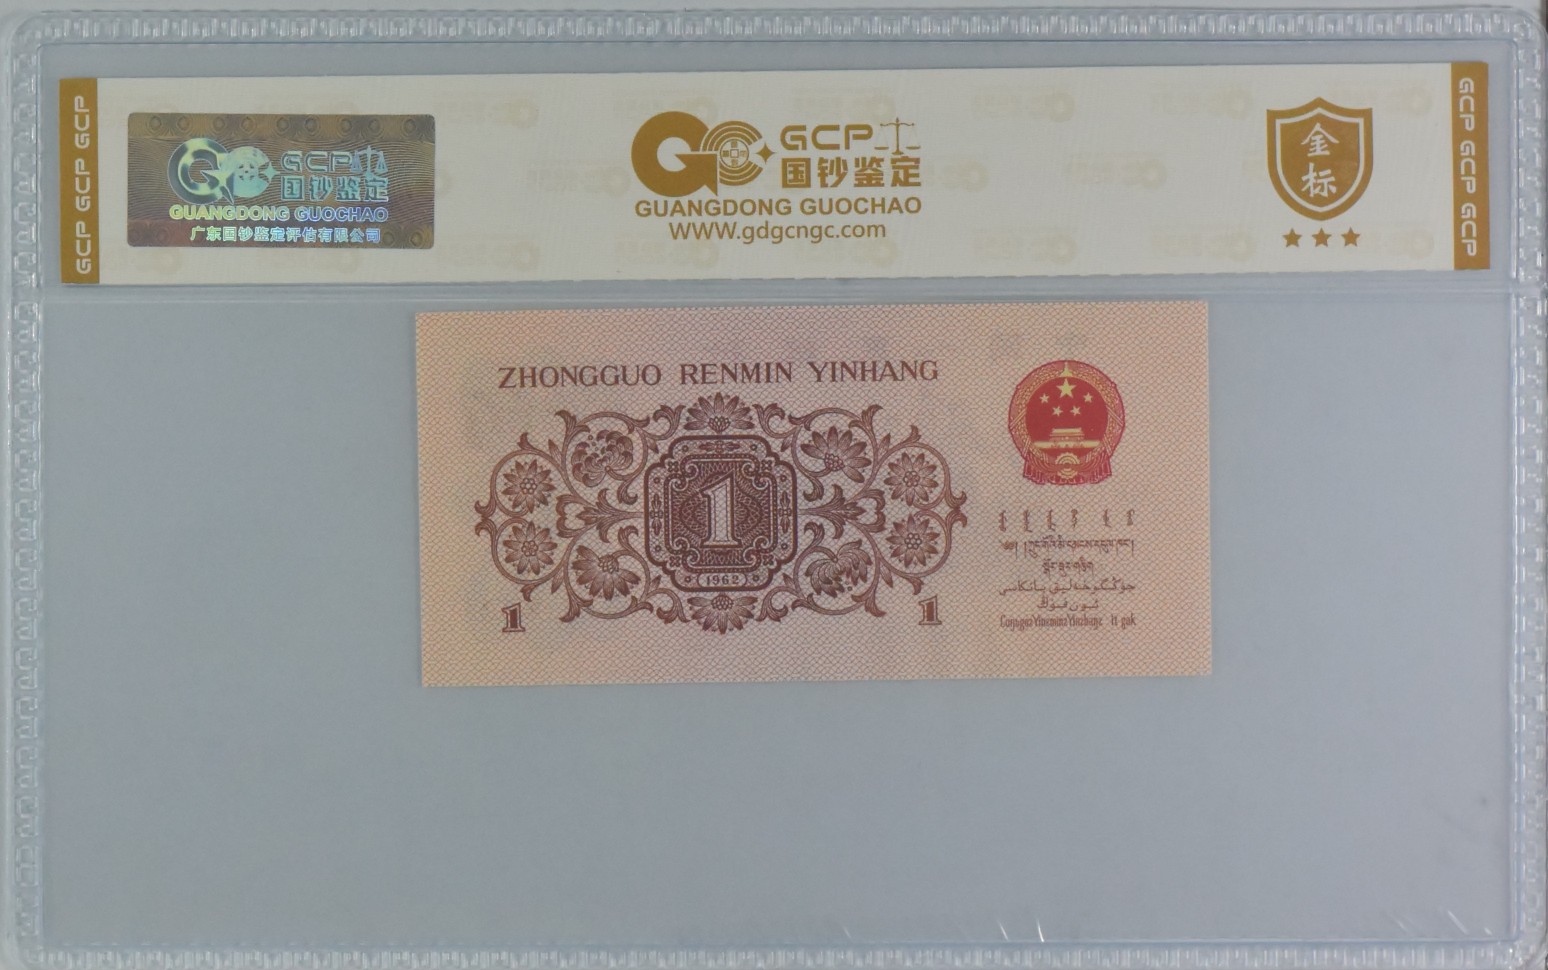 GCP GCP GCP
GCP
国钞鉴定
GUANGDONG GUOCHAO
广东国钞鉴定评估有限公司
GCP
国钞鉴定
GUANGDONG GUOCHAO
WWW.gdgcngc.com
金
标
GCP GCP GCP
ZHONGGUO RENMIN YINHANG
1
(1962)
1
1